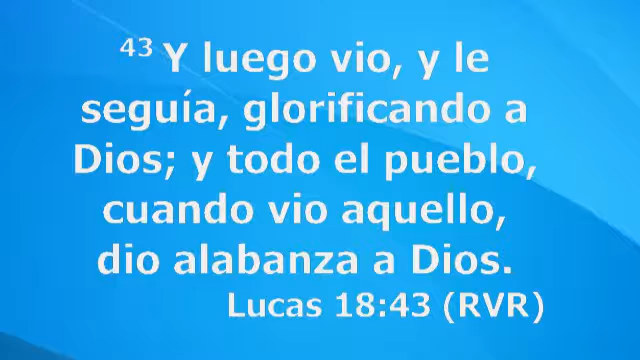 43 Y luego vio, y le
seguía, glorificando a
Dios; y todo el pueblo,
cuando vio aquello,
dio alabanza a Dios.
Lucas 18:43 (RVR)